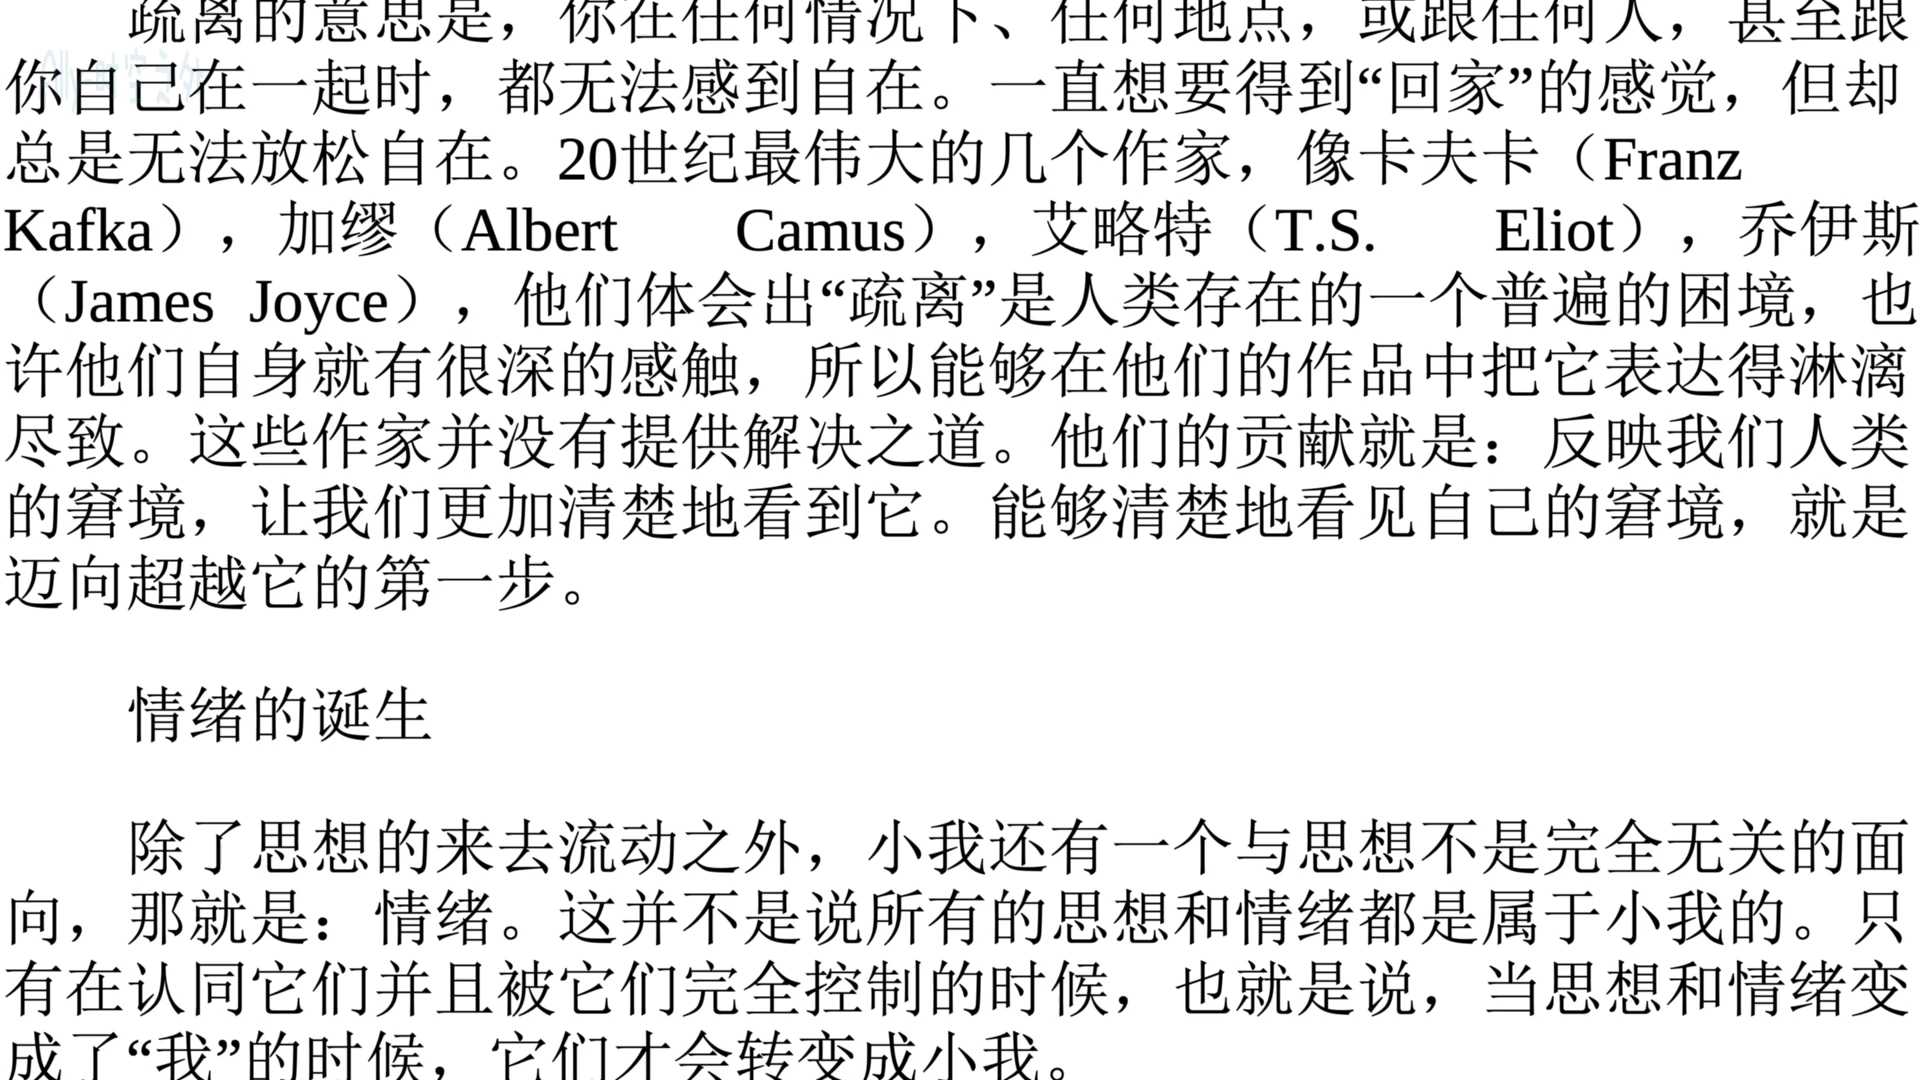 疏离的意思是，你在任何情况下、任何地点，或跟任何人，甚至跟
你自己在一起时，都无法感到自在。一直想要得到“回家”的感觉，但却
总是无法放松自在。20世纪最伟大的几个作家，像卡夫卡（Franz
Kafka），加缪（Albert Camus），艾略特（T.S. Eliot），乔伊斯
（James Joyce），他们体会出“疏离”是人类存在的一个普遍的困境，也
许他们自身就有很深的感触，所以能够在他们的作品中把它表达得淋漓
尽致。这些作家并没有提供解决之道。他们的贡献就是：反映我们人类
的窘境，让我们更加清楚地看到它。能够清楚地看见自己的窘境，就是
迈向超越它的第一步。
情绪的诞生
除了思想的来去流动之外，小我还有一个与思想不是完全无关的面
向，那就是：情绪。这并不是说所有的思想和情绪都是属于小我的。只
有在认同它们并且被它们完全控制的时候，也就是说，当思想和情绪变
成了“我”的时候，它们才会转变成小我。